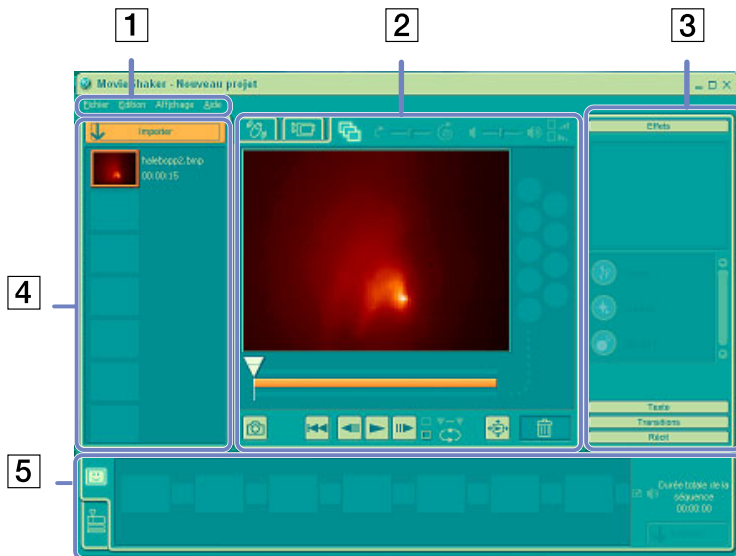 1
2
3
MovieShaker - Nouveau projet
Fichier Edition Affichage Aide
Importer
Effets
halebopp2.bmp
00:00:15
4
Texte
Transitions
Récit
5
Durée totale de la
séquence
00:00:00